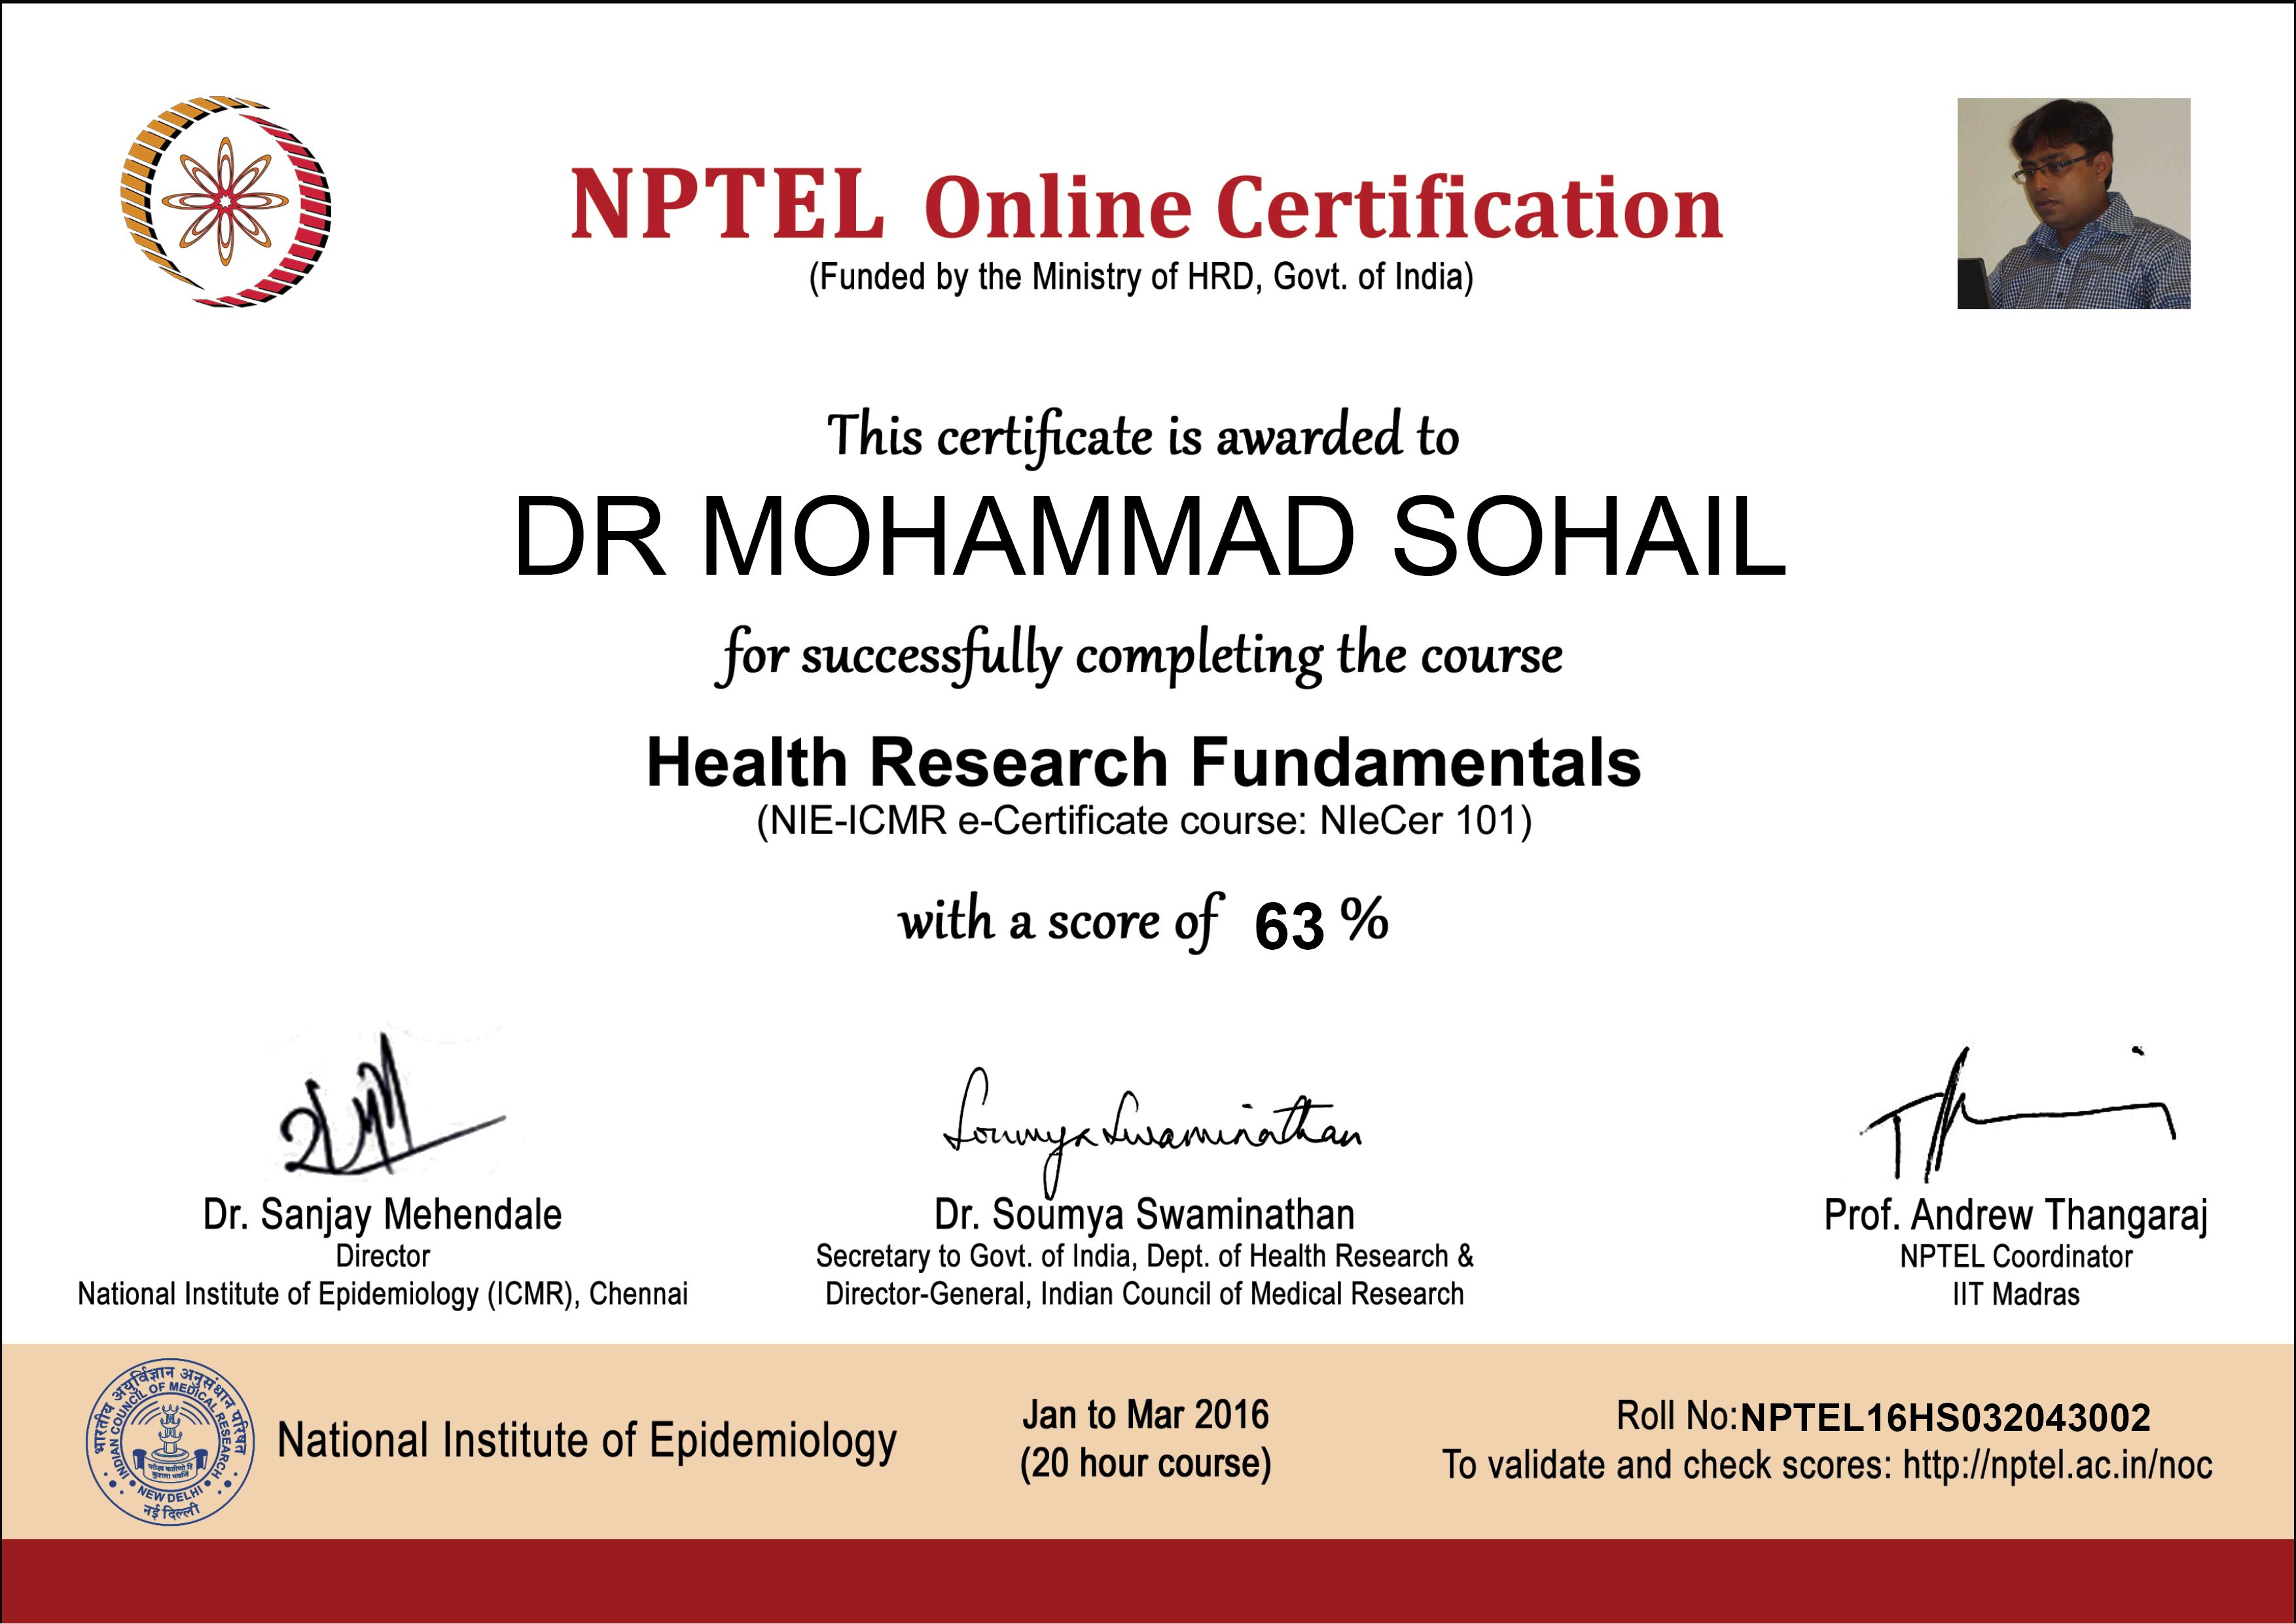 NPTEL Online Certification
(Funded by the Ministry of HRD, Govt. of India)
This certificate is awarded to
DR MOHAMMAD SOHAIL
for successfully completing the course
Health Research Fundamentals
(NIE-ICMR e-Certificate course: NIeCer 101)
with a score of 63 %
Soumya Swaminathan
Dr. Sanjay Mehendale
Director
National Institute of Epidemiology (ICMR), Chennai
Dr. Soumya Swaminathan
Secretary to Govt. of India, Dept. of Health Research &
Director-General, Indian Council of Medical Research
Prof. Andrew Thangaraj
NPTEL Coordinator
IIT Madras
भारतीय आयुर्विज्ञान अनुसंधान परिषद
INDIAN COUNCIL OF MEDICAL RESEARCH
NEW DELHI
नई दिल्ली
National Institute of Epidemiology
Jan to Mar 2016
(20 hour course)
Roll No:NPTEL16HS032043002
To validate and check scores: http://nptel.ac.in/noc